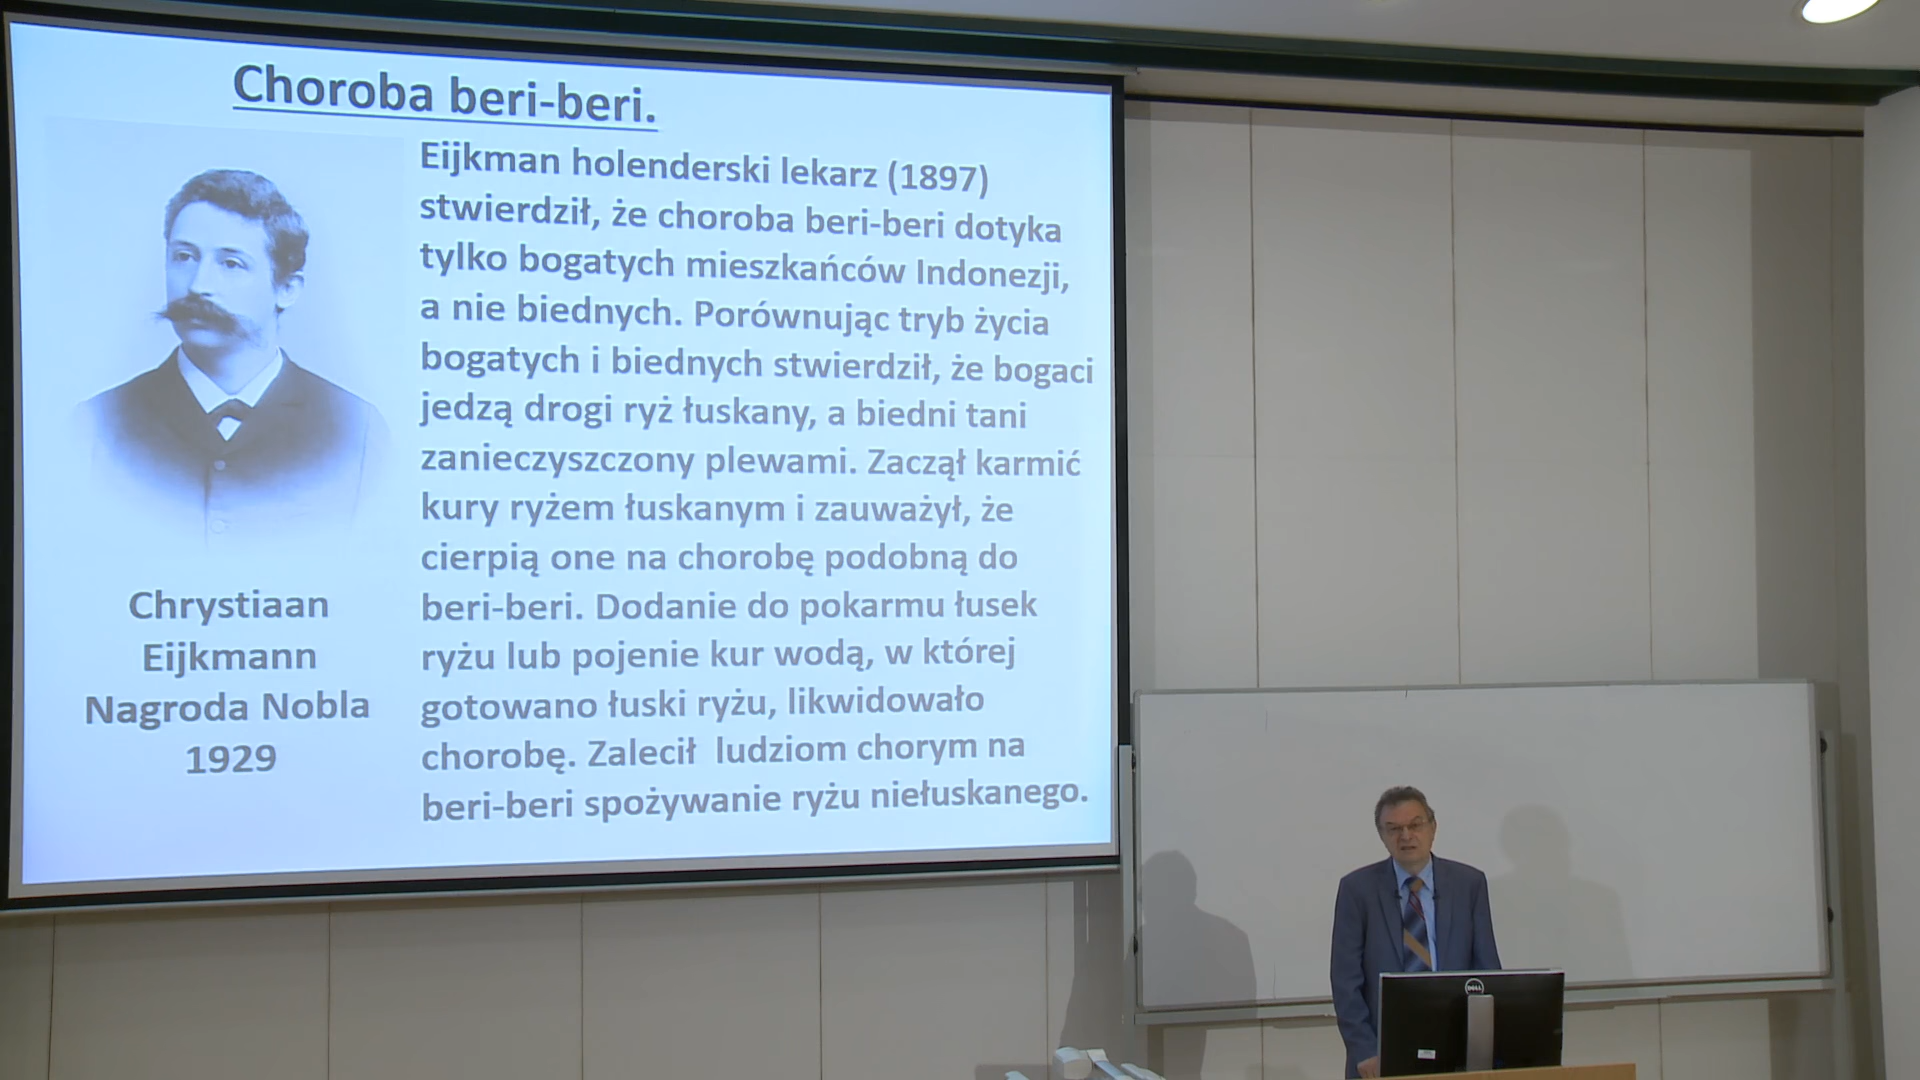 Choroba beri-beri.
Eijkman holenderski lekarz (1897)
stwierdził, że choroba beri-beri dotyka
tylko bogatych mieszkańców Indonezji,
a nie biednych. Porównując tryb życia
bogatych i biednych stwierdził, że bogaci
jedzą drogi ryż łuskany, a biedni tani
zanieczyszczony plewami. Zaczął karmić
kury ryżem łuskanym i zauważył, że
cierpią one na chorobę podobną do
beri-beri. Dodanie do pokarmu łusek
ryżu lub pojenie kur wodą, w której
gotowano łuski ryżu, likwidowało
chorobę. Zalecił ludziom chorym na
beri-beri spożywanie ryżu niełuskanego.
Chrystiaan
Eijkmann
Nagroda Nobla
1929
DELL